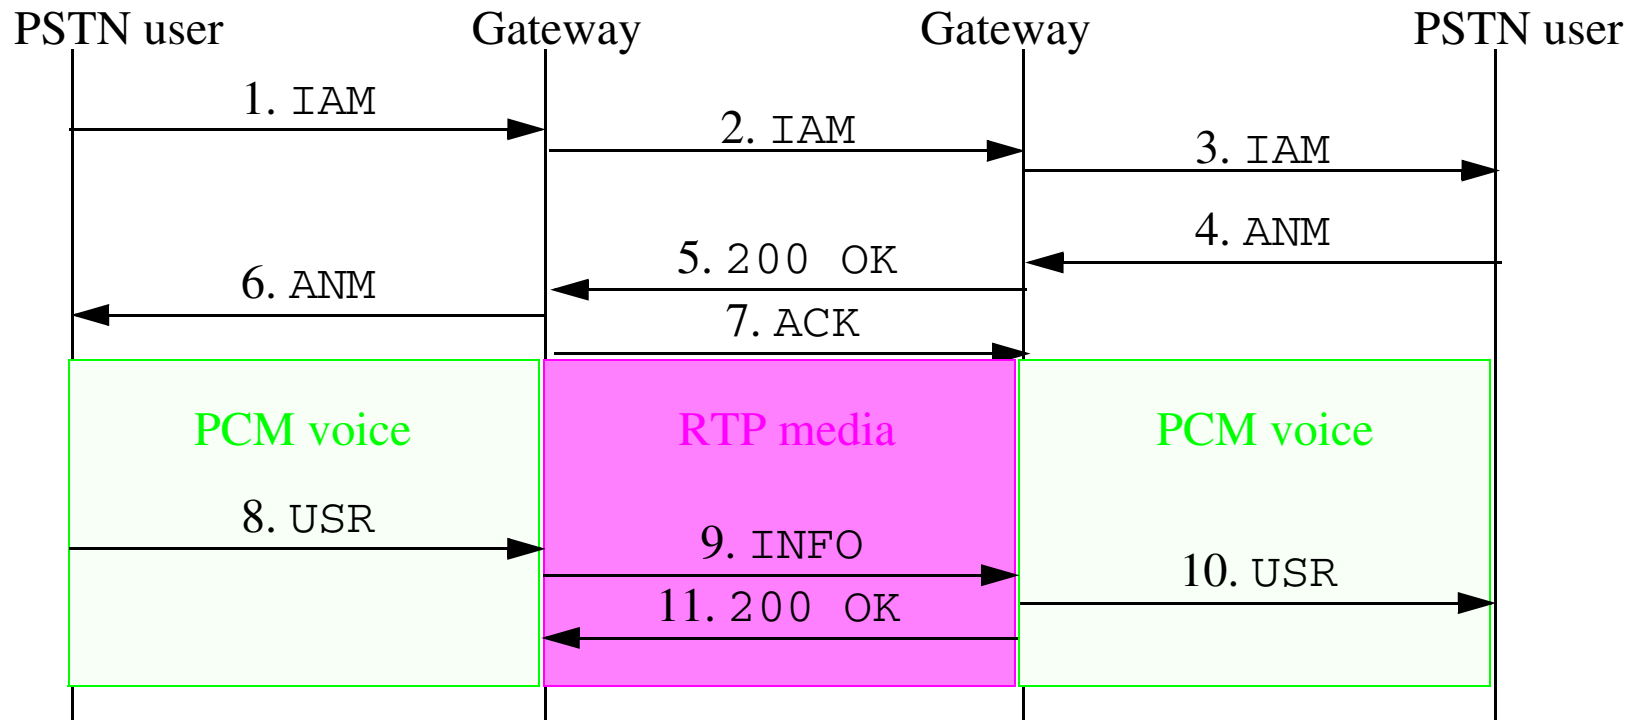 PSTN user
Gateway
Gateway
PSTN user
1. IAM
2. IAM
3. IAM
4. ANM
5. 200 OK
6. ANM
7. ACK
PCM voice
RTP media
PCM voice
8. USR
9. INFO
10. USR
11. 200 OK